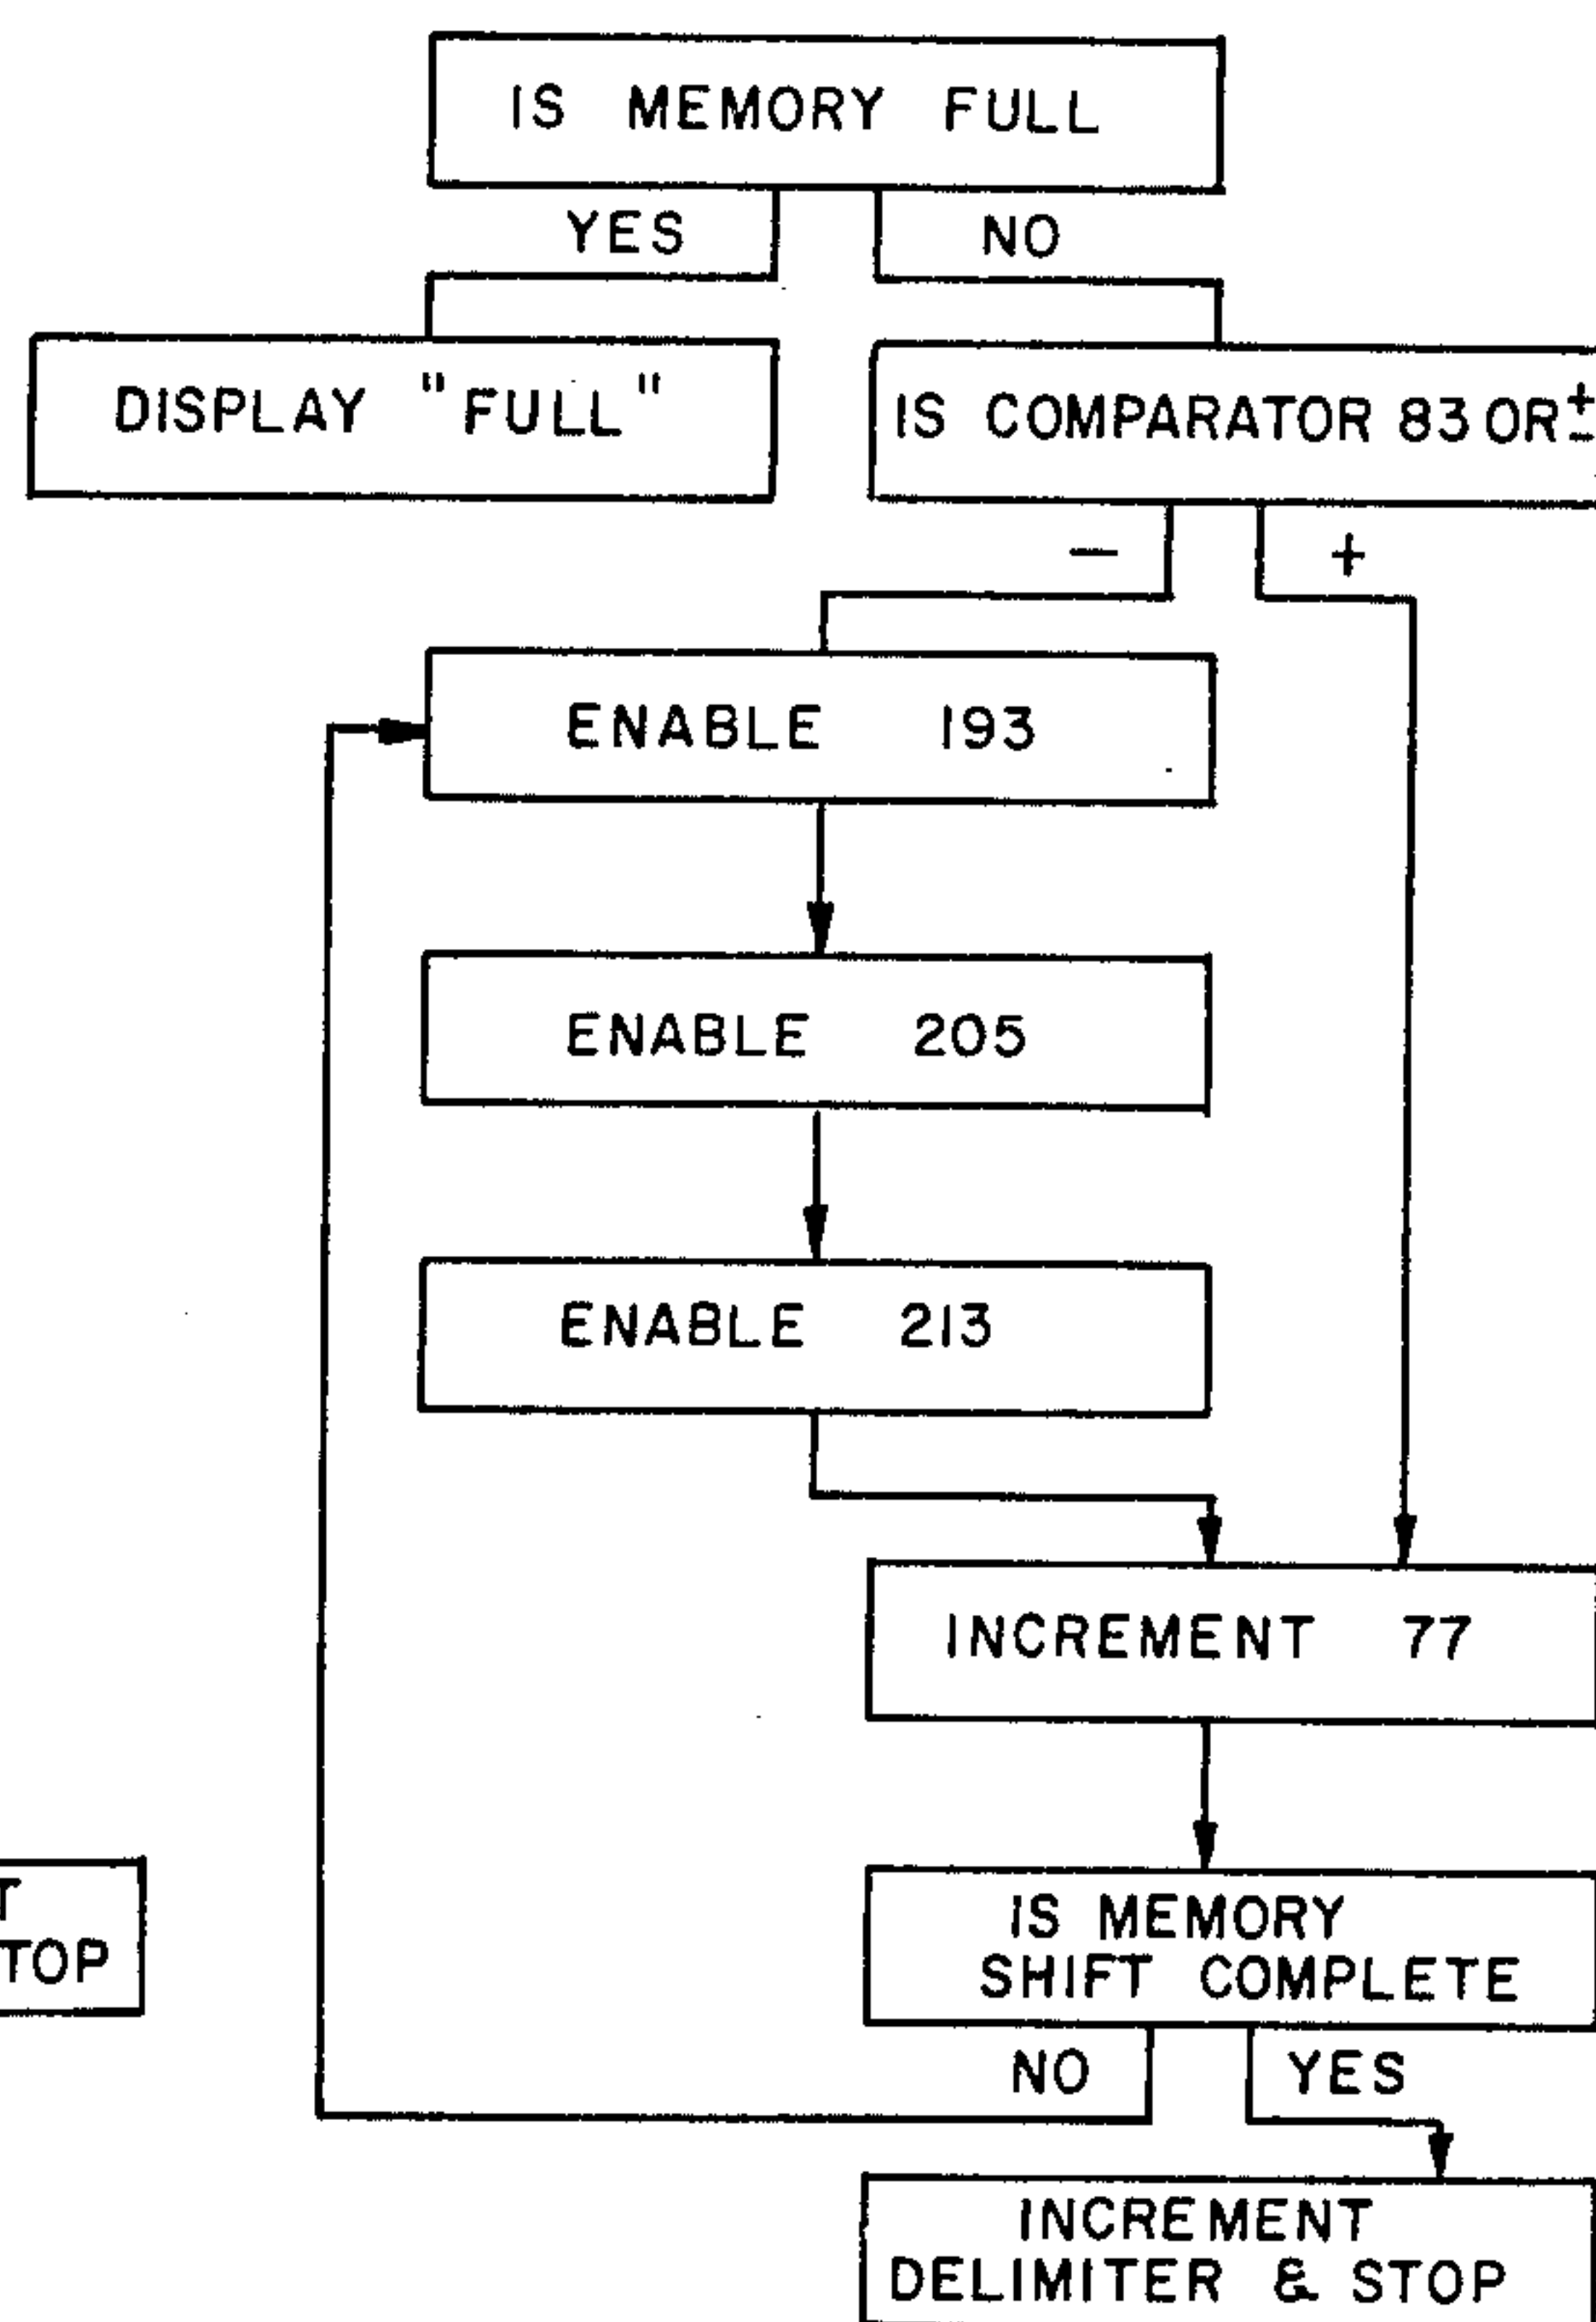 IS MEMORY FULL
YES
NO
DISPLAY "FULL"
IS COMPARATOR 83 OR ±
−
+
ENABLE 193
ENABLE 205
ENABLE 213
INCREMENT 77
IS MEMORY
SHIFT COMPLETE
NO
YES
T
TOP
INCREMENT
DELIMITER & STOP